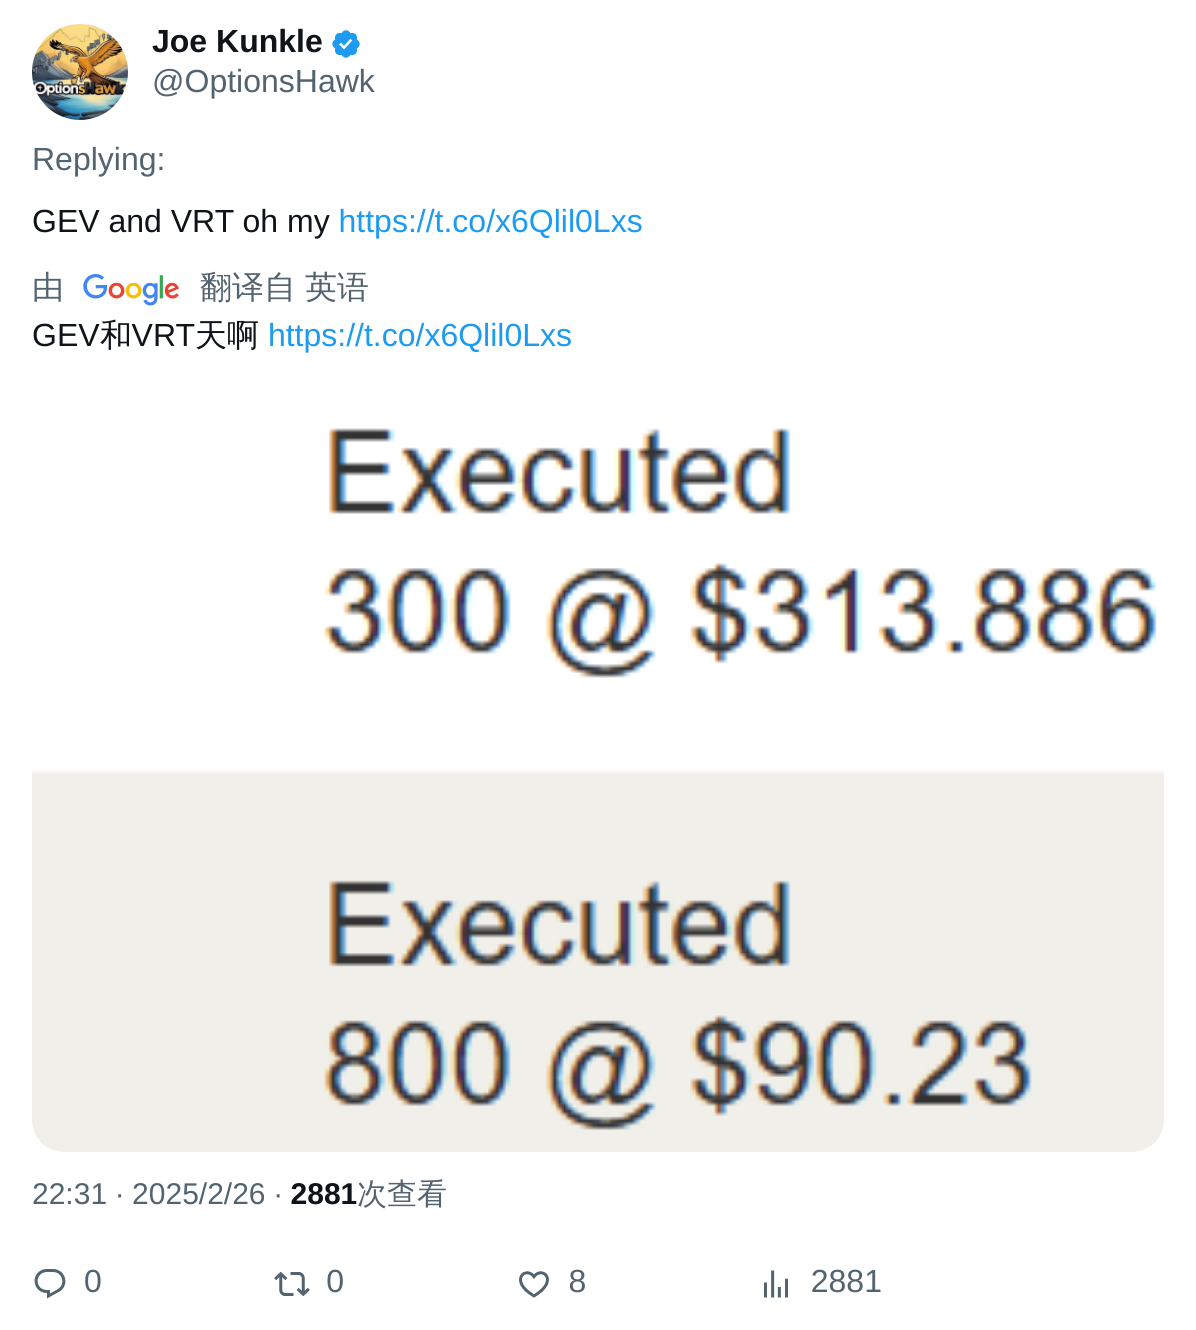 OptionsHawk
Joe Kunkle
@OptionsHawk
Replying:
GEV and VRT oh my https://t.co/x6Qlil0Lxs
由 Google 翻译自 英语
GEV和VRT天啊 https://t.co/x6Qlil0Lxs
Executed
300 @ $313.886
Executed
800 @ $90.23
22:31 · 2025/2/26 · 2881次查看
0 0 8 2881